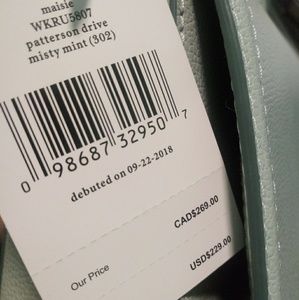 maisie
WKRU5807
patterson drive
misty mint (302)
0 98687 32950 7
debuted on 09-22-2018
CAD$269.00
Our Price
USD$229.00